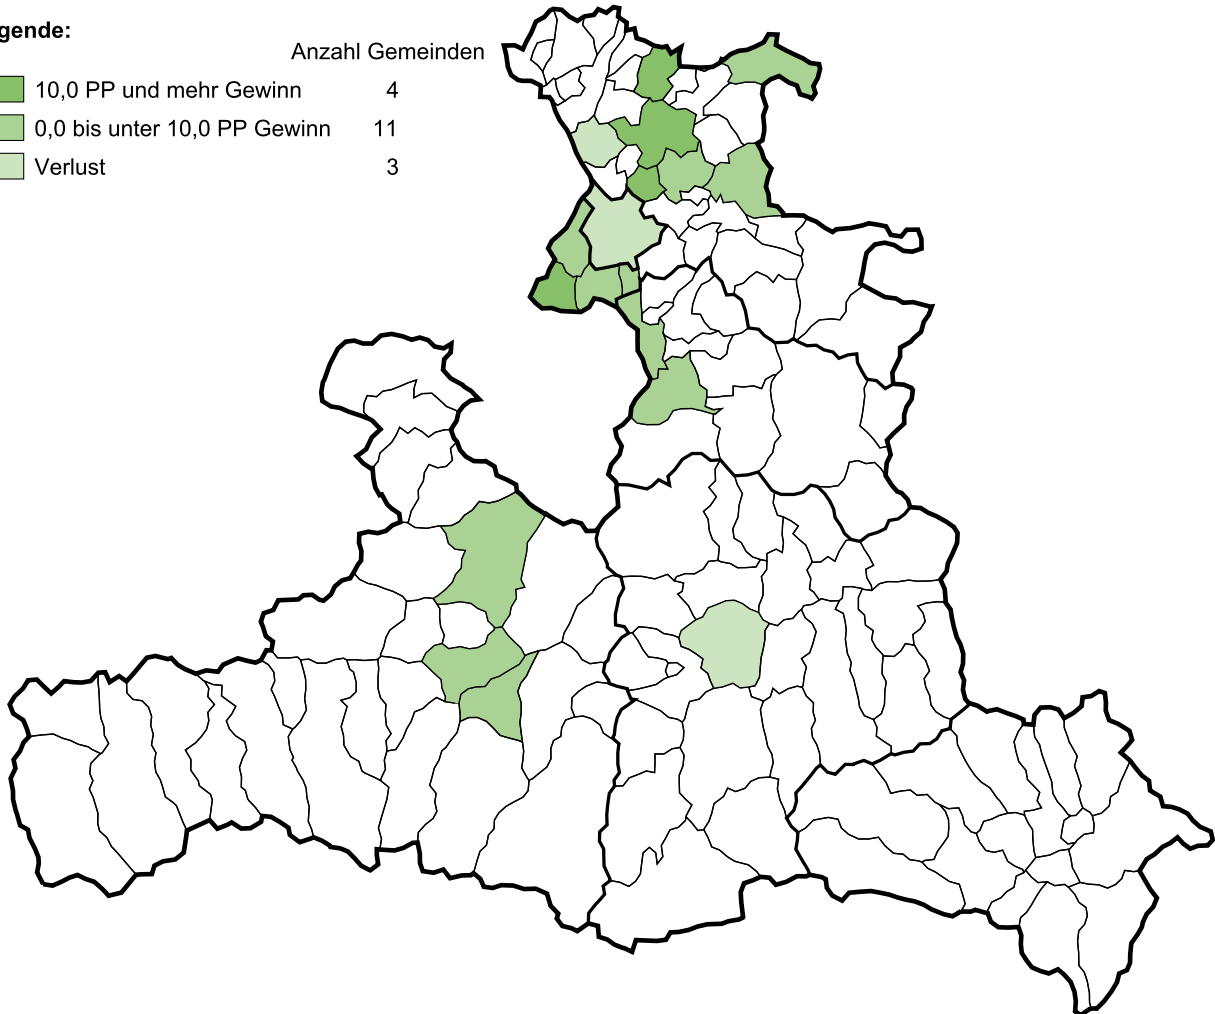 gende:
Anzahl Gemeinden
10,0 PP und mehr Gewinn 4
0,0 bis unter 10,0 PP Gewinn 11
Verlust 3